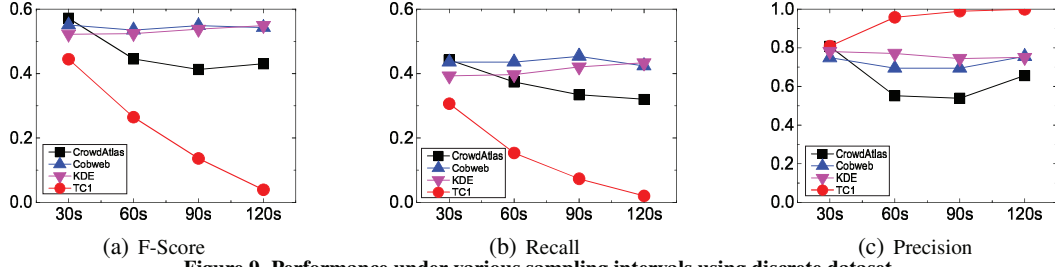 0.6
0.4
0.2
0.0
CrowdAtlas
Cobweb
KDE
TC1
30s 60s 90s 120s
(a) F-Score
0.6
0.4
0.2
0.0
CrowdAtlas
Cobweb
KDE
TC1
30s 60s 90s 120s
(b) Recall
1.0
0.8
0.6
0.4
0.2
0.0
CrowdAtlas
Cobweb
KDE
TC1
30s 60s 90s 120s
(c) Precision
Figure 9. Performance under various sampling intervals using discrete dataset